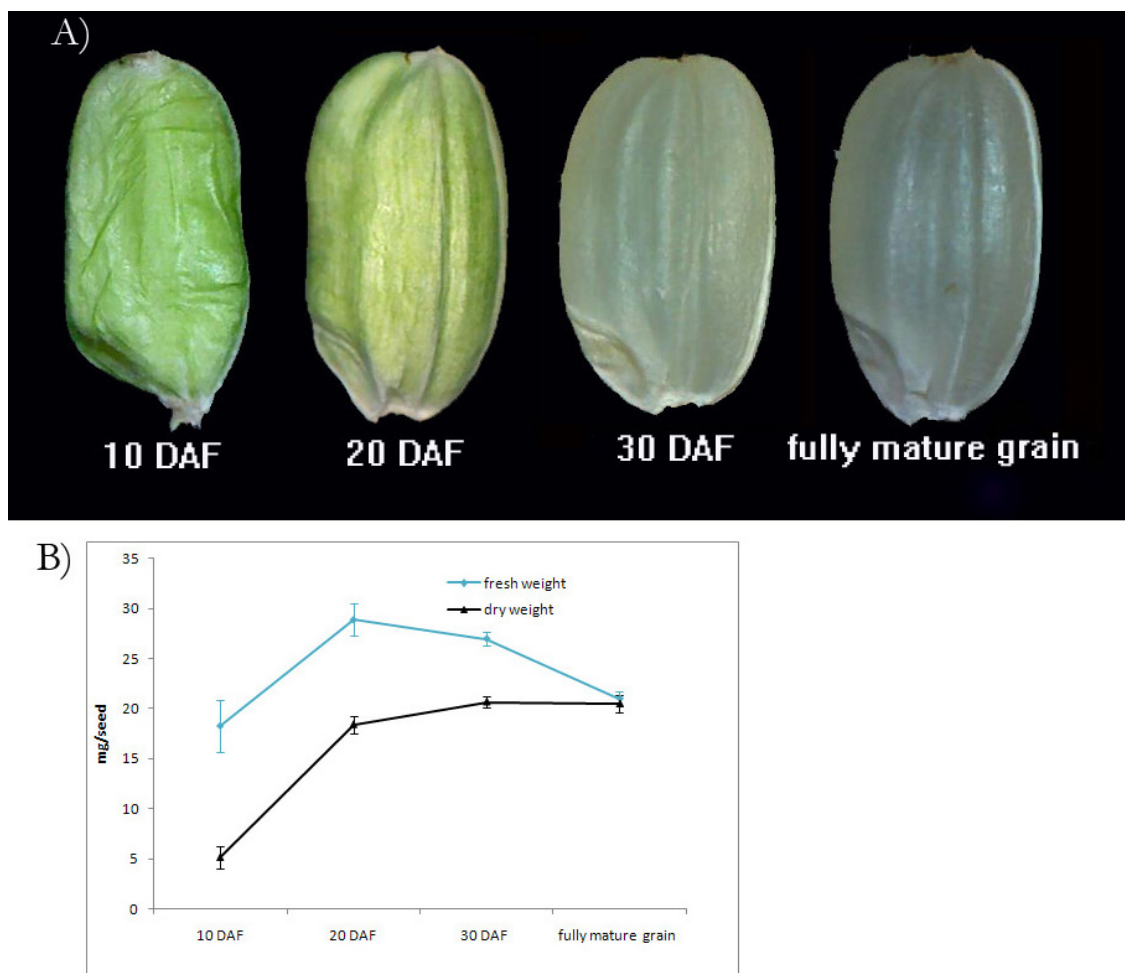 A)
10 DAF
20 DAF
30 DAF
fully mature grain
B)
35
30
25
20
15
10
5
0
mg/seed
fresh weight
dry weight
10 DAF
20 DAF
30 DAF
fully mature grain